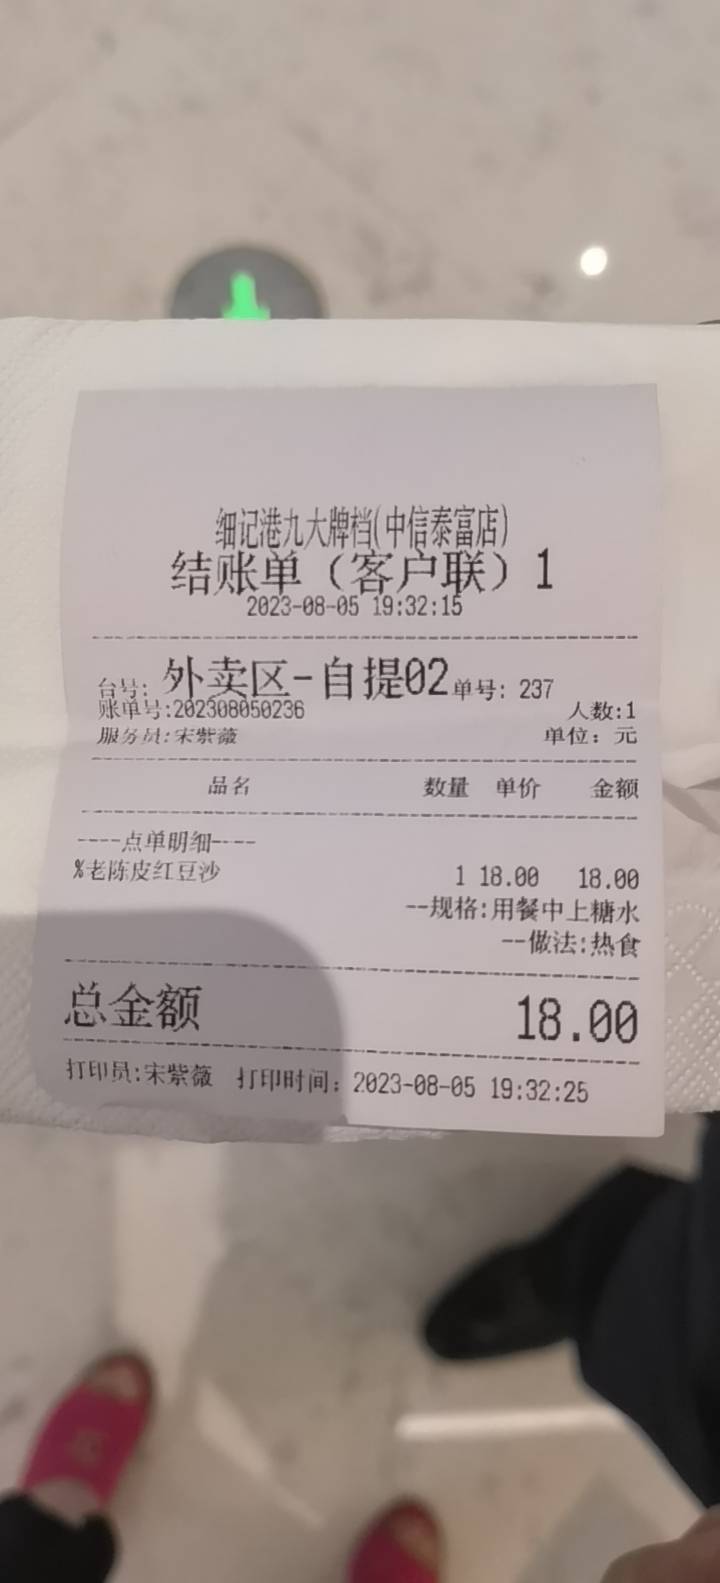 细记港九大牌档(中信泰富店)
结账单（客户联）1
2023-08-05 19:32:15
台号: 外卖区-自提02 单号: 237
账单号:202308050236 人数:1
服务员:宋紫薇 单位: 元
品名 数量 单价 金额
----点单明细----
%老陈皮红豆沙 1 18.00 18.00
--规格:用餐中上糖水
--做法:热食
总金额 18.00
打印员:宋紫薇 打印时间: 2023-08-05 19:32:25